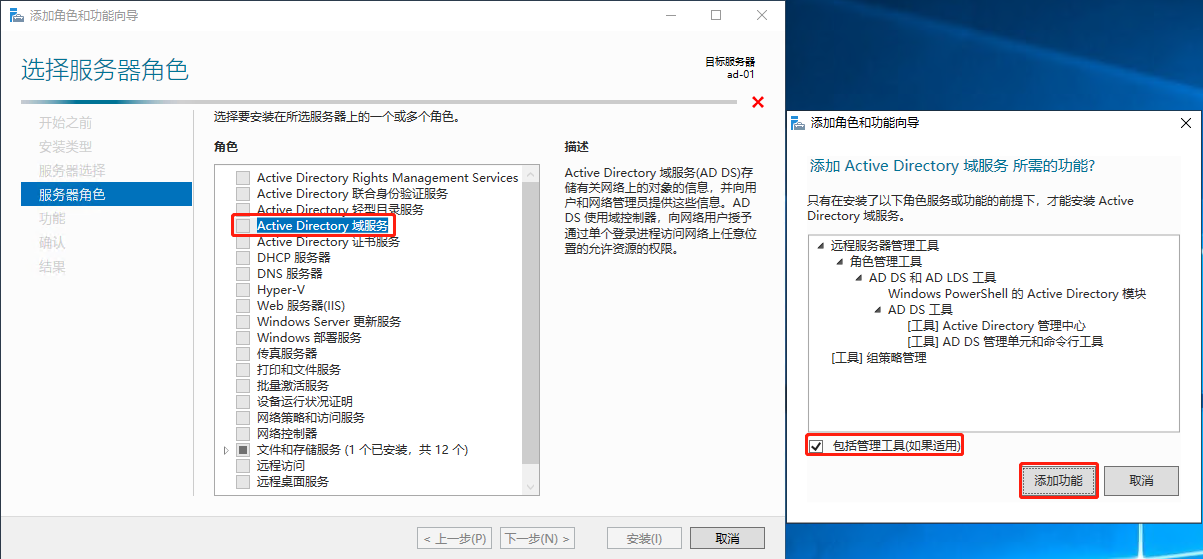 添加角色和功能向导
选择服务器角色
目标服务器
ad-01
开始之前
安装类型
服务器选择
服务器角色
功能
确认
结果
选择要安装在所选服务器上的一个或多个角色。
角色
Active Directory Rights Management Services
Active Directory 联合身份验证服务
Active Directory 轻型目录服务
Active Directory 域服务
Active Directory 证书服务
DHCP 服务器
DNS 服务器
Hyper-V
Web 服务器(IIS)
Windows Server 更新服务
Windows 部署服务
传真服务器
打印和文件服务
批量激活服务
设备运行状况证明
网络策略和访问服务
网络控制器
文件和存储服务 (1 个已安装，共 12 个)
远程访问
远程桌面服务
描述
Active Directory 域服务(AD DS)存
储有关网络上的对象的信息，并向用
户和网络管理员提供这些信息。AD
DS 使用域控制器，向网络用户授予
通过单个登录进程访问网络上任意位置
的允许资源的权限。
< 上一步(P)
下一步(N) >
安装(I)
取消
添加角色和功能向导
添加 Active Directory 域服务 所需的功能?
只有在安装了以下角色服务或功能的前提下，才能安装 Active
Directory 域服务。
远程服务器管理工具
角色管理工具
AD DS 和 AD LDS 工具
Windows PowerShell 的 Active Directory 模块
AD DS 工具
[工具] Active Directory 管理中心
[工具] AD DS 管理单元和命令行工具
[工具] 组策略管理
包括管理工具(如果适用)
添加功能
取消